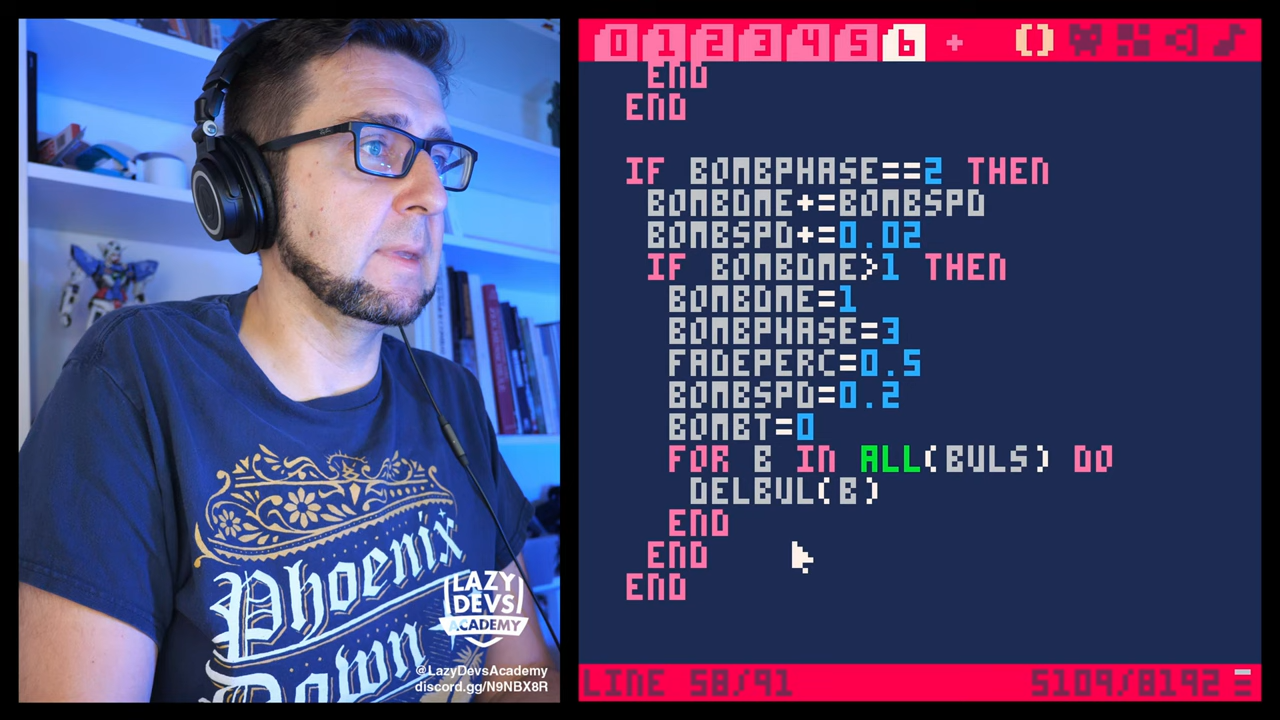 Phoenix
Down
LAZY
DEVS
ACADEMY
@LazyDevsAcademy
discord.gg/N9NBX8R
0 1 2 3 4 5 6 + ()
END
END
IF BOMBPHASE==2 THEN
BOMBDME+=BOMBSPD
BOMBSPD+=0.02
IF BOMBDME>1 THEN
BOMBDME=1
BOMBPHASE=3
FADEPERC=0.5
BOMBSPD=0.2
BOMBT=0
FOR B IN ALL(BULS) DO
DELBUL(B)
END
END
END
LINE 58/91
5109/8192